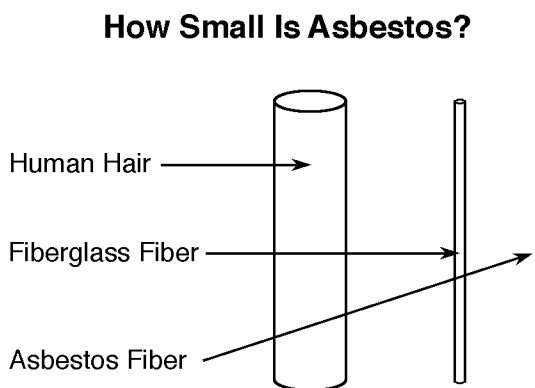 How Small Is Asbestos?
Human Hair
Fiberglass Fiber
Asbestos Fiber